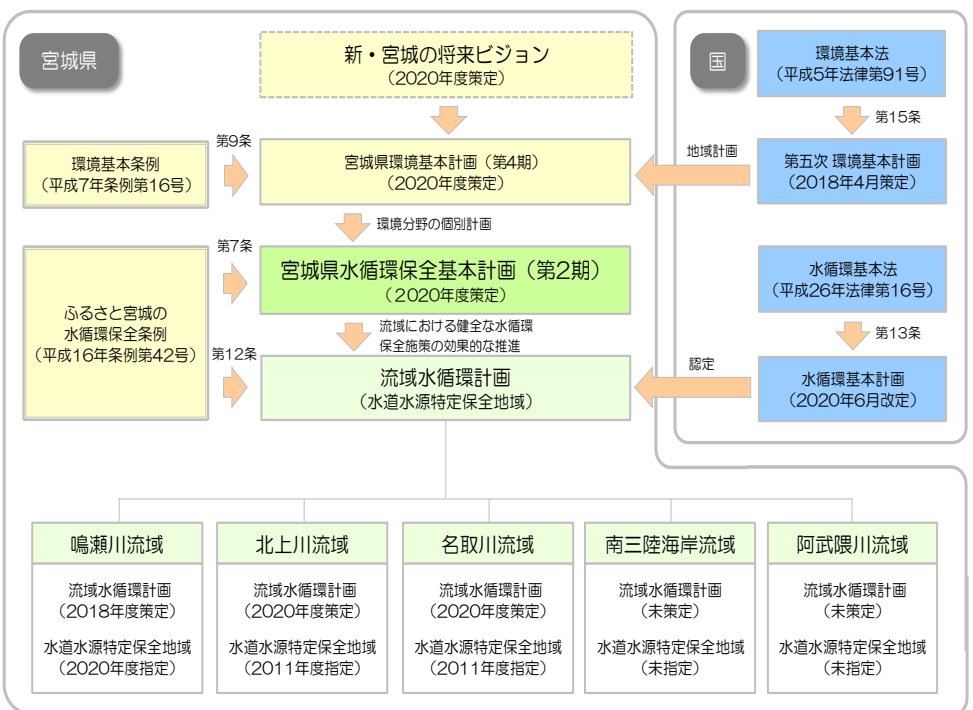 宮城県
新・宮城の将来ビジョン
（2020年度策定）
環境基本条例
（平成7年条例第16号）
第9条
宮城県環境基本計画（第4期）
（2020年度策定）
環境分野の個別計画
ふるさと宮城の
水循環保全条例
（平成16年条例第42号）
第7条
宮城県水循環保全基本計画（第2期）
（2020年度策定）
流域における健全な水循環
保全施策の効果的な推進
第12条
流域水循環計画
（水道水源特定保全地域）
国
環境基本法
（平成5年法律第91号）
第15条
地域計画
第五次 環境基本計画
（2018年4月策定）
水循環基本法
（平成26年法律第16号）
第13条
認定
水循環基本計画
（2020年6月改定）
鳴瀬川流域
流域水循環計画
（2018年度策定）
水道水源特定保全地域
（2020年度指定）
北上川流域
流域水循環計画
（2020年度策定）
水道水源特定保全地域
（2011年度指定）
名取川流域
流域水循環計画
（2020年度策定）
水道水源特定保全地域
（2011年度指定）
南三陸海岸流域
流域水循環計画
（未策定）
水道水源特定保全地域
（未指定）
阿武隈川流域
流域水循環計画
（未策定）
水道水源特定保全地域
（未指定）